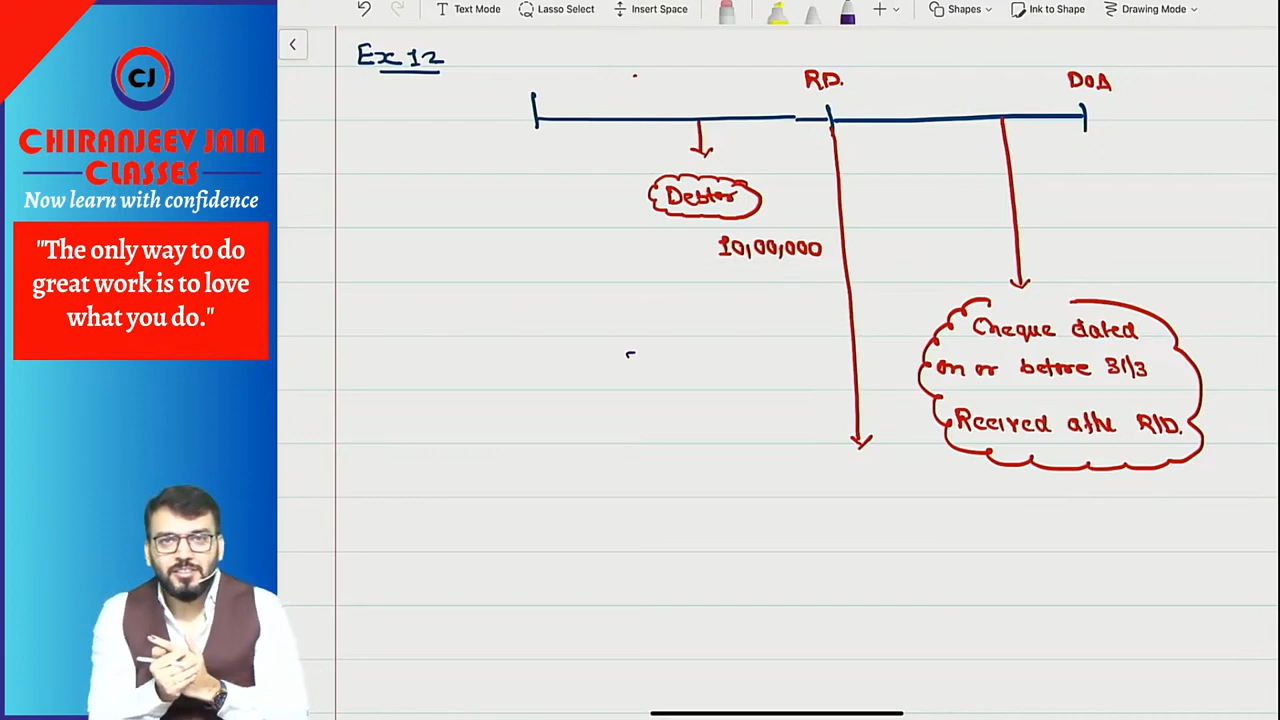 Text Mode
Lasso Select
Insert Space
Shapes
Ink to Shape
Drawing Mode
CJ
CHIRANJEEV JAIN
CLASSES
Now learn with confidence
"The only way to do
great work is to love
what you do."
Ex 12
RD.
DOA
Debtor
10,00,000
Cheque dated
on or before 31/3
Received after R/D.